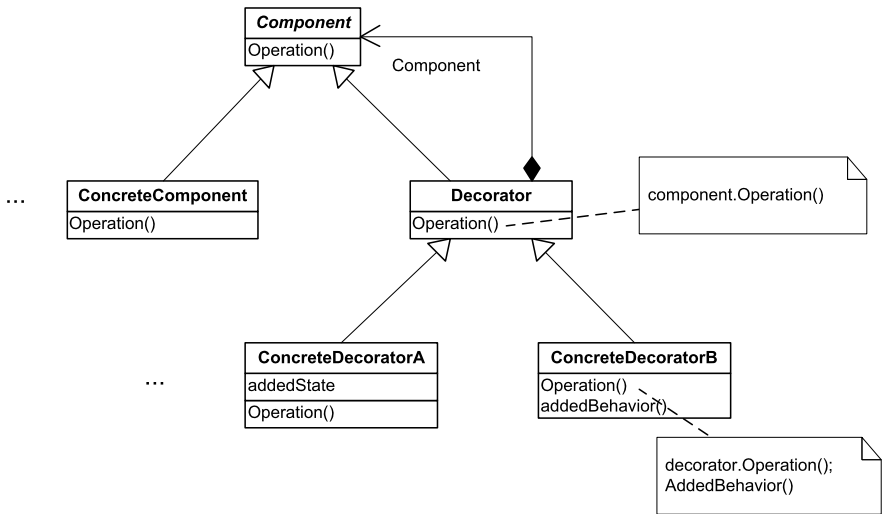 Component
Operation()
Component
...
ConcreteComponent
Operation()
Decorator
Operation()
component.Operation()
...
ConcreteDecoratorA
addedState
Operation()
ConcreteDecoratorB
Operation()
addedBehavior()
decorator.Operation();
AddedBehavior()